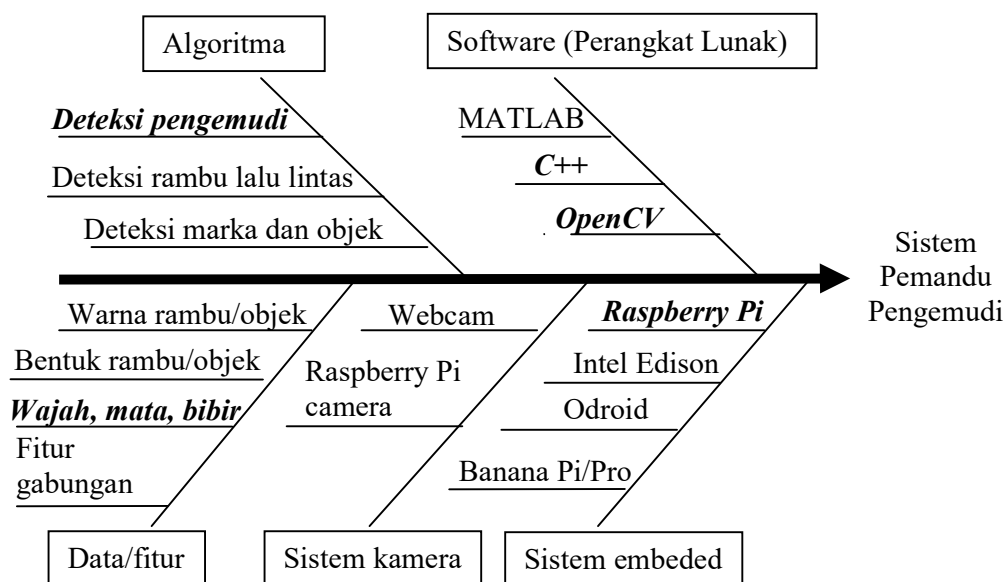 Algoritma
Software (Perangkat Lunak)
Deteksi pengemudi
Deteksi rambu lalu lintas
Deteksi marka dan objek
MATLAB
C++
OpenCV
Sistem
Pemandu
Pengemudi
Warna rambu/objek
Bentuk rambu/objek
Wajah, mata, bibir
Fitur
gabungan
Webcam
Raspberry Pi
camera
Raspberry Pi
Intel Edison
Odroid
Banana Pi/Pro
Data/fitur
Sistem kamera
Sistem embeded